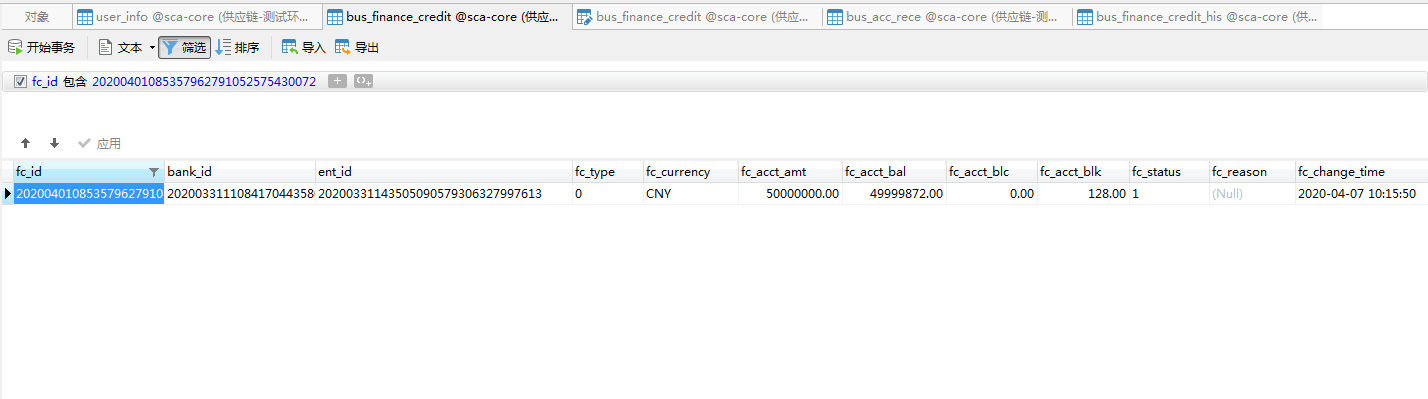 对象 user_info @sca-core (供应链-测试环... bus_finance_credit @sca-core (供应... bus_finance_credit @sca-core (供应... bus_acc_rece @sca-core (供应链-测... bus_finance_credit_his @sca-core (供...
开始事务 文本 筛选 排序 导入 导出
fc_id 包含 20200401085357962791052575430072
应用
fc_id bank_id ent_id fc_type fc_currency fc_acct_amt fc_acct_bal fc_acct_blc fc_acct_blk fc_status fc_reason fc_change_time
202004010853579627910 2020033111084170443586 20200331143505090579306327997613 0 CNY 50000000.00 49999872.00 0.00 128.00 1 (Null) 2020-04-07 10:15:50